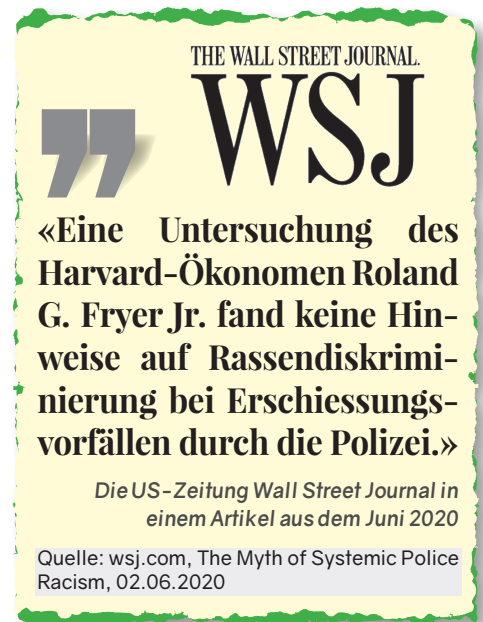 THE WALL STREET JOURNAL.
WSJ
«Eine Untersuchung des
Harvard-Ökonomen Roland
G. Fryer Jr. fand keine Hin-
weise auf Rassendiskrimi-
nierung bei Erschiessungs-
vorfällen durch die Polizei.»
Die US-Zeitung Wall Street Journal in
einem Artikel aus dem Juni 2020
Quelle: wsj.com, The Myth of Systemic Police
Racism, 02.06.2020